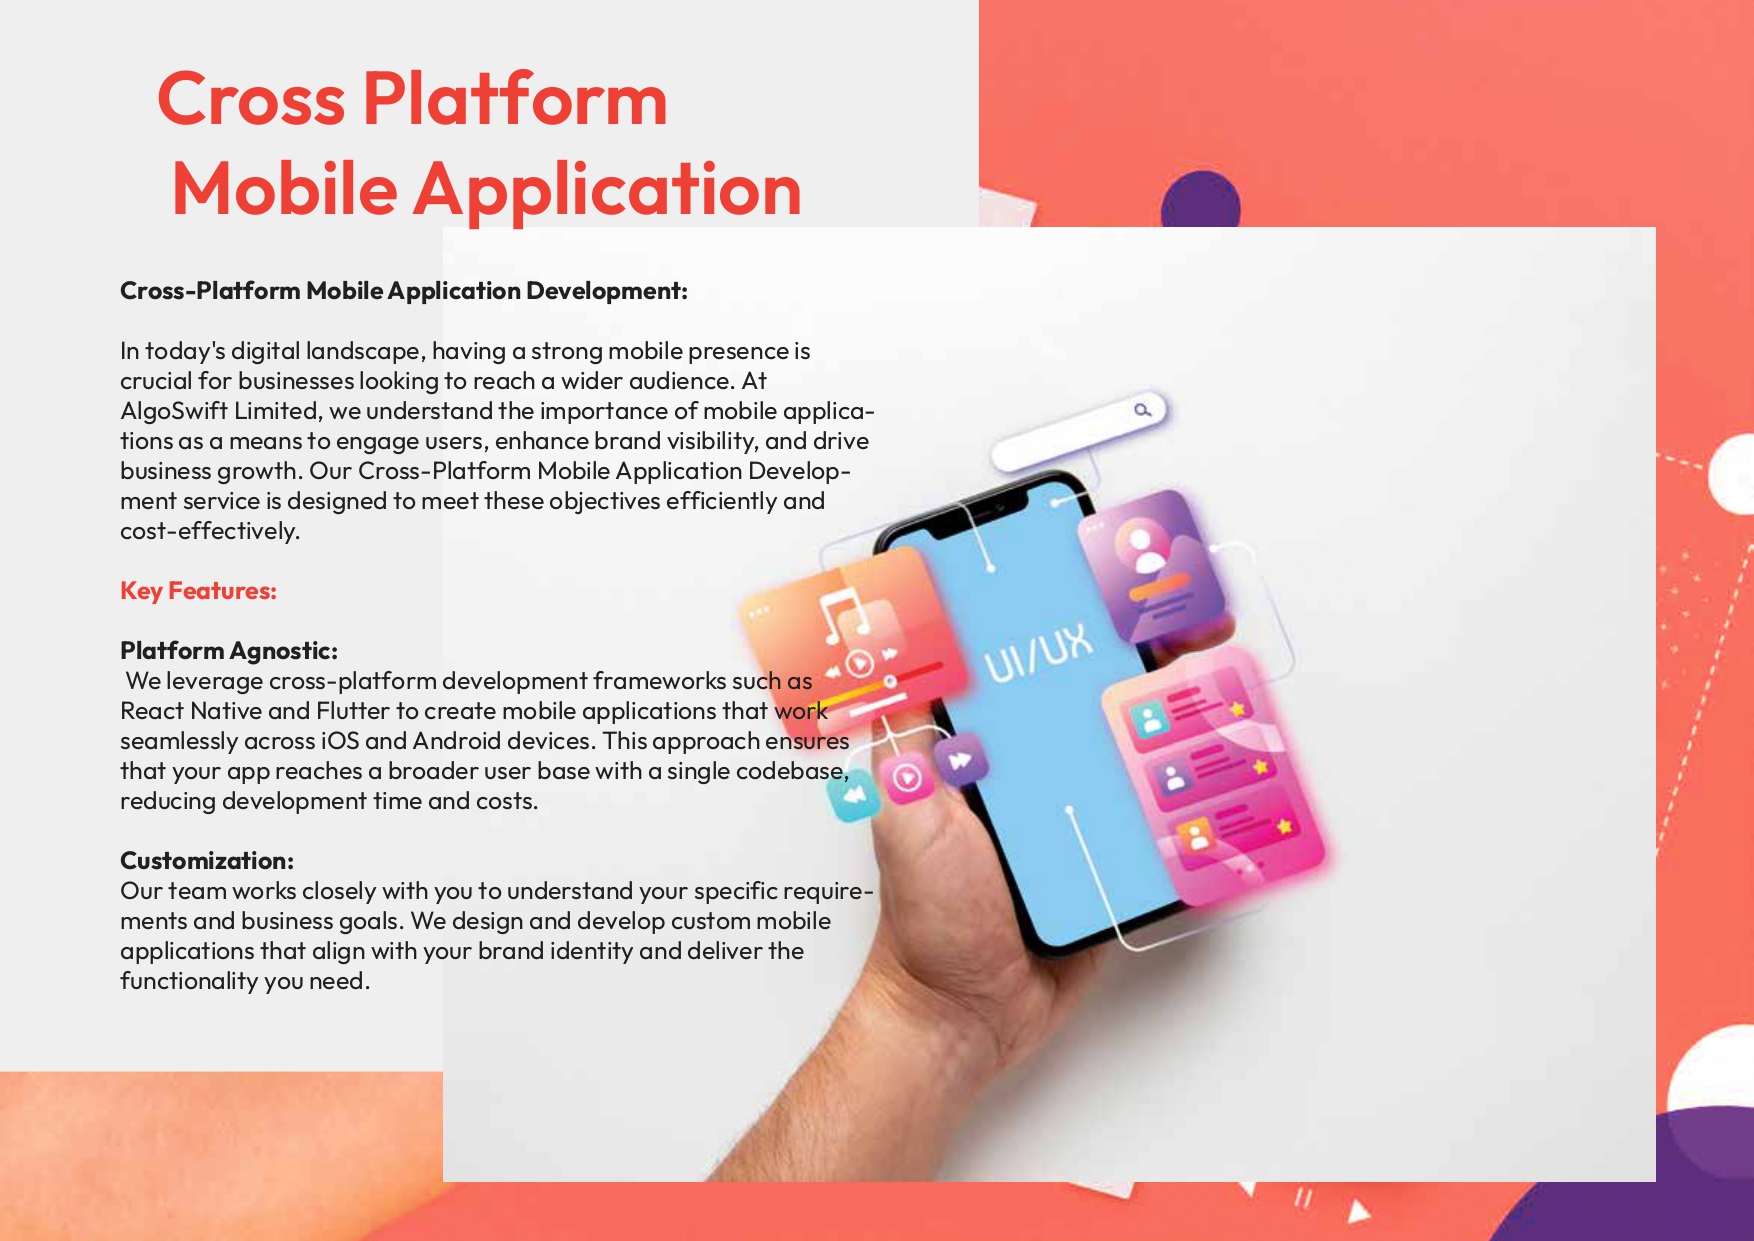 Cross Platform
Mobile Application
Cross-Platform Mobile Application Development:
In today's digital landscape, having a strong mobile presence is
crucial for businesses looking to reach a wider audience. At
AlgoSwift Limited, we understand the importance of mobile applica-
tions as a means to engage users, enhance brand visibility, and drive
business growth. Our Cross-Platform Mobile Application Develop-
ment service is designed to meet these objectives efficiently and
cost-effectively.
Key Features:
Platform Agnostic:
We leverage cross-platform development frameworks such as
React Native and Flutter to create mobile applications that work
seamlessly across iOS and Android devices. This approach ensures
that your app reaches a broader user base with a single codebase,
reducing development time and costs.
Customization:
Our team works closely with you to understand your specific require-
ments and business goals. We design and develop custom mobile
applications that align with your brand identity and deliver the
functionality you need.
UI/UX